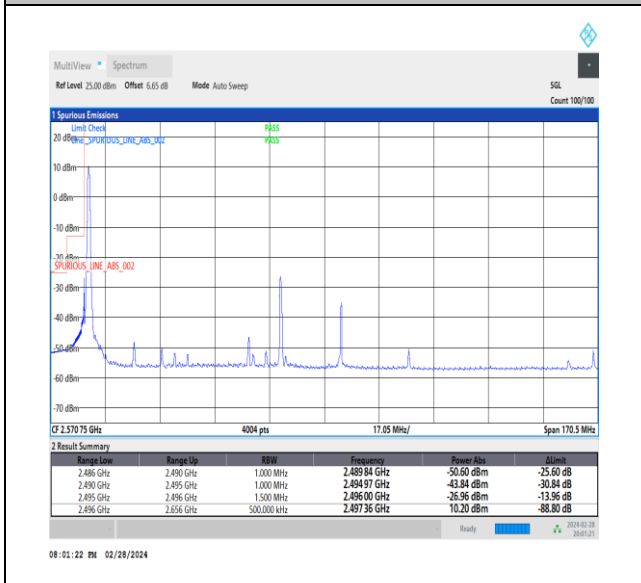 MultiView Spectrum
Ref Level 25.00 dBm Offset 6.65 dB Mode Auto Sweep SGL
Count 100/100
1 Spurious Emissions
Limit Check PASS
20 dBm Line _SPURIOUS_LINE_ABS_002 PASS
10 dBm
0 dBm
-10 dBm
-20 dBm
_SPURIOUS_LINE_ABS_002
-30 dBm
-40 dBm
-50 dBm
-60 dBm
-70 dBm
CF 2.570 75 GHz 4004 pts 17.05 MHz/ Span 170.5 MHz
2 Result Summary
Range Low Range Up RBW Frequency Power Abs ΔLimit
2.486 GHz 2.490 GHz 1.000 MHz 2.489 84 GHz -50.60 dBm -25.60 dB
2.490 GHz 2.495 GHz 1.000 MHz 2.494 97 GHz -43.84 dBm -30.84 dB
2.495 GHz 2.496 GHz 1.500 MHz 2.496 00 GHz -26.96 dBm -13.96 dB
2.496 GHz 2.656 GHz 500.000 kHz 2.497 36 GHz 10.20 dBm -88.80 dB
Ready 2024-02-28
20:01:21
08:01:22 PM 02/28/2024